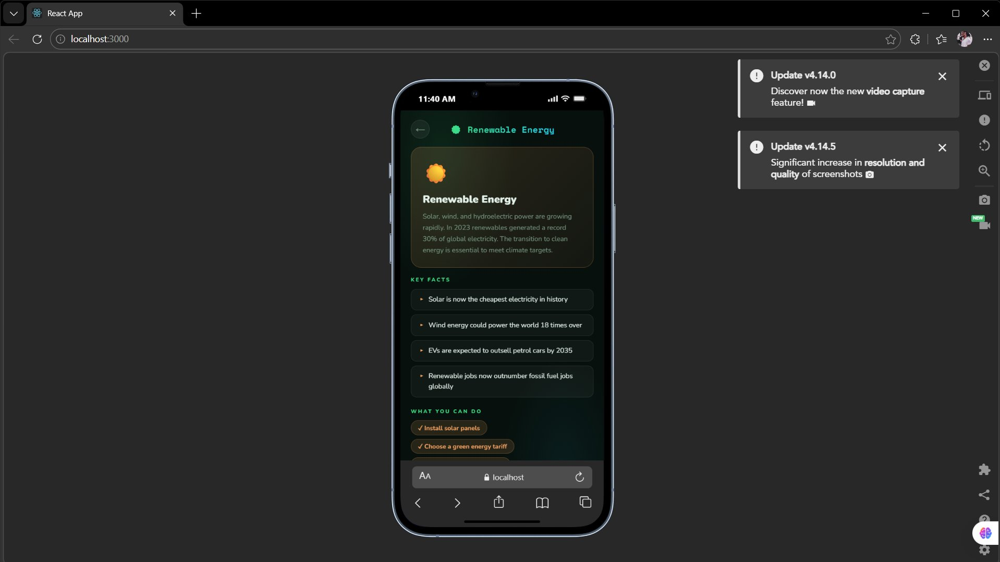 React App
localhost:3000
Update v4.14.0
Discover now the new video capture
feature!
Update v4.14.5
Significant increase in resolution and
quality of screenshots
NEW
11:40 AM
Renewable Energy
Renewable Energy
Solar, wind, and hydroelectric power are growing
rapidly. In 2023 renewables generated a record
30% of global electricity. The transition to clean
energy is essential to meet climate targets.
KEY FACTS
Solar is now the cheapest electricity in history
Wind energy could power the world 18 times over
EVs are expected to outsell petrol cars by 2035
Renewable jobs now outnumber fossil fuel jobs
globally
WHAT YOU CAN DO
✓ Install solar panels
✓ Choose a green energy tariff
AA
localhost